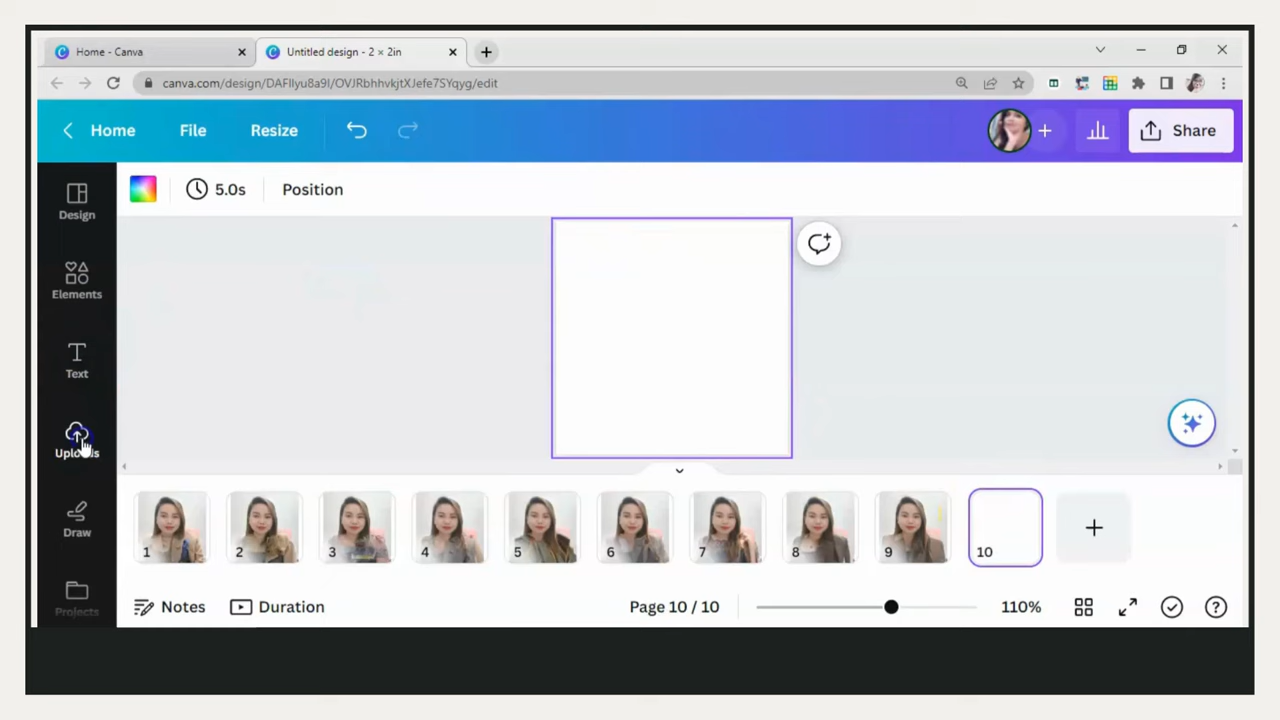 Home - Canva
Untitled design - 2 × 2in
canva.com/design/DAFIlyu8a9I/OVJRbhhvkjtXJefe7SYqyg/edit
Home File Resize
Share
5.0s Position
Design
Elements
Text
Uploads
Draw
Projects
1 2 3 4 5 6 7 8 9 10
Notes Duration Page 10 / 10 110%